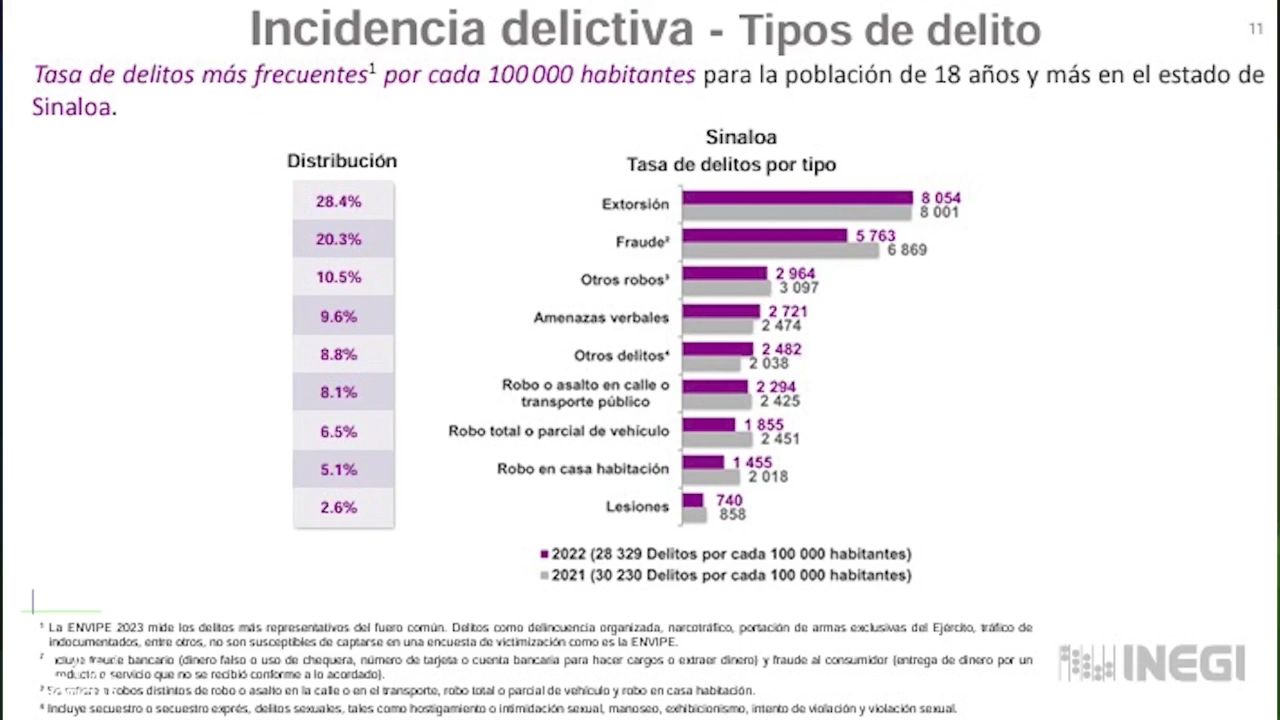 Incidencia delictiva - Tipos de delito
11
Tasa de delitos más frecuentes¹ por cada 100 000 habitantes para la población de 18 años y más en el estado de
Sinaloa.
Distribución
28.4%
20.3%
10.5%
9.6%
8.8%
8.1%
6.5%
5.1%
2.6%
Sinaloa
Tasa de delitos por tipo
Extorsión 8 054
8 001
Fraude² 5 763
6 869
Otros robos³ 2 964
3 097
Amenazas verbales 2 721
2 474
Otros delitos⁴ 2 482
2 038
Robo o asalto en calle o
transporte público 2 294
2 425
Robo total o parcial de vehículo 1 855
2 451
Robo en casa habitación 1 455
2 018
Lesiones 740
858
2022 (28 329 Delitos por cada 100 000 habitantes)
2021 (30 230 Delitos por cada 100 000 habitantes)
¹ La ENVIPE 2023 mide los delitos más representativos del fuero común. Delitos como delincuencia organizada, narcotráfico, portación de armas exclusivas del Ejército, tráfico de
indocumentados, entre otros, no son susceptibles de captarse en una encuesta de victimización como es la ENVIPE.
² fraude bancario (dinero falso o uso de chequera, número de tarjeta o cuenta bancaria para hacer cargos o extraer dinero) y fraude al consumidor (entrega de dinero por un
servicio que no se recibió conforme a lo acordado).
³ robos distintos de robo o asalto en la calle o en el transporte, robo total o parcial de vehículo y robo en casa habitación.
⁴ Incluye secuestro o secuestro exprés, delitos sexuales, tales como hostigamiento o intimidación sexual, manoseo, exhibicionismo, intento de violación y violación sexual.
INEGI